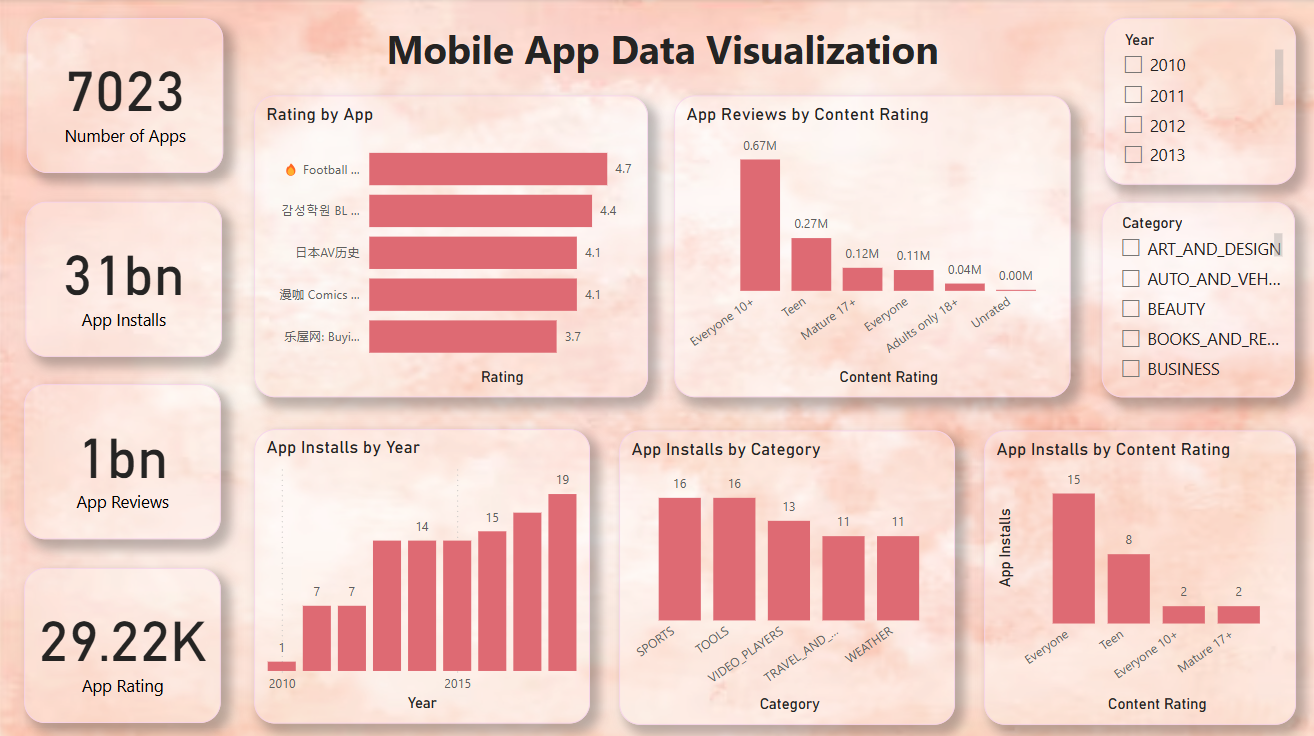 Mobile App Data Visualization
7023
Number of Apps
31bn
App Installs
1bn
App Reviews
29.22K
App Rating
Rating by App
🔥 Football ...
4.7
감성학원 BL ...
4.4
日本AV历史
4.1
漫咖 Comics ...
4.1
乐屋网: Buyi...
3.7
Rating
App Reviews by Content Rating
0.67M
0.27M
0.12M
0.11M
0.04M
0.00M
Everyone 10+
Teen
Mature 17+
Everyone
Adults only 18+
Unrated
Content Rating
Year
2010
2011
2012
2013
Category
ART_AND_DESIGN
AUTO_AND_VEH...
BEAUTY
BOOKS_AND_RE...
BUSINESS
App Installs by Year
1
7
7
14
15
19
2010
2015
Year
App Installs by Category
16
16
13
11
11
SPORTS
TOOLS
VIDEO_PLAYERS
TRAVEL_AND_...
WEATHER
Category
App Installs by Content Rating
App Installs
15
8
2
2
Everyone
Teen
Everyone 10+
Mature 17+
Content Rating